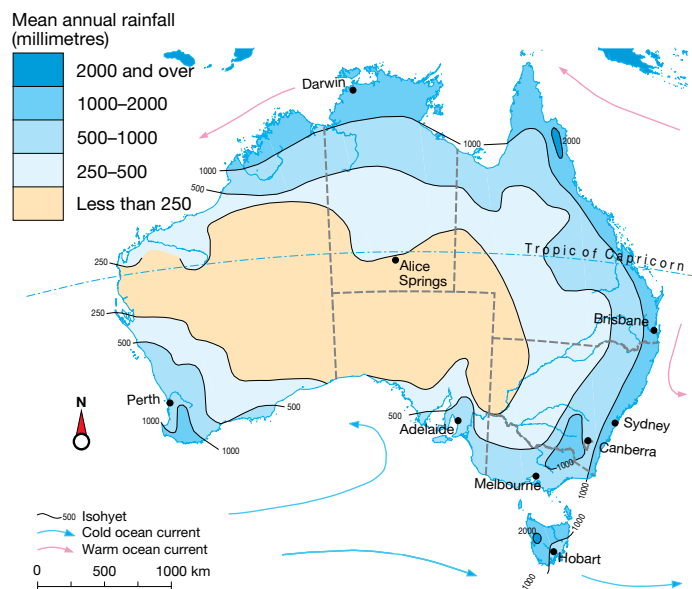 Mean annual rainfall
(millimetres)
2000 and over
1000–2000
500–1000
250–500
Less than 250
Darwin
1000
2000
1000
500
Tropic of Capricorn
250
Alice
Springs
250
Brisbane
500
Perth
N
1000
1000
500
500
Adelaide
Sydney
Canberra
1000
Melbourne
1000
500 Isohyet
Cold ocean current
Warm ocean current
2000
1000
Hobart
1000
0 500 1000 km